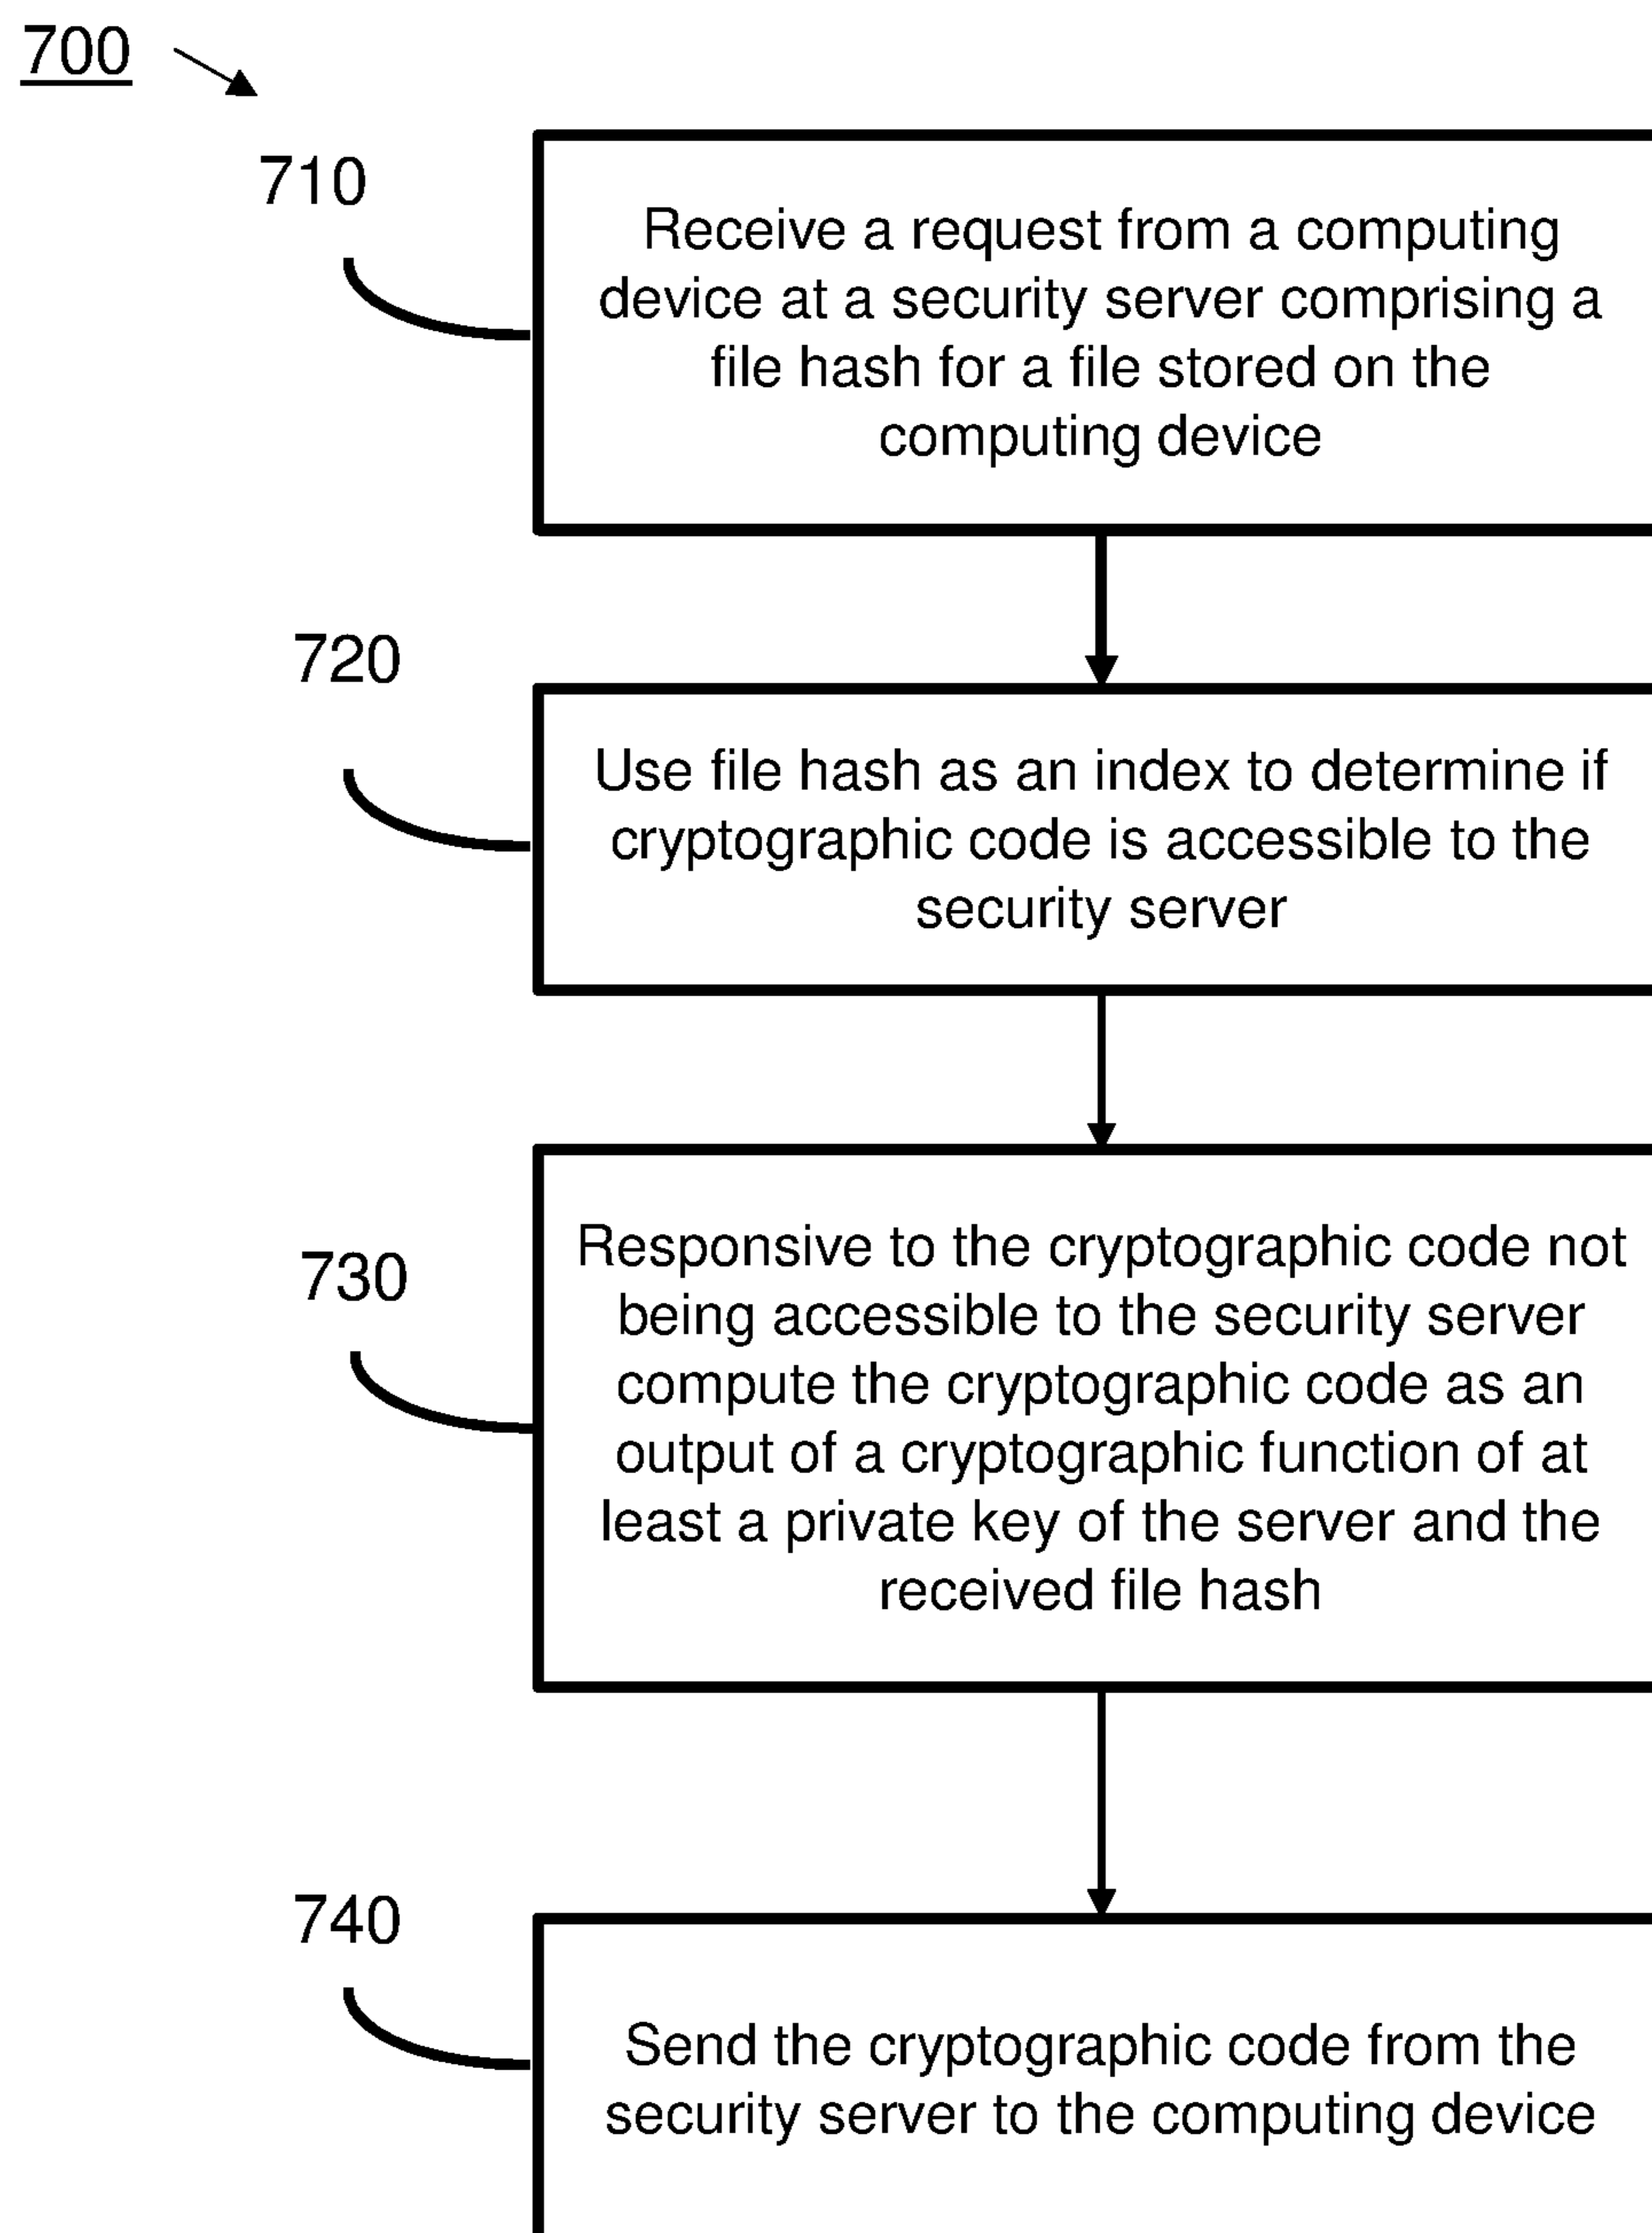 700
710
Receive a request from a computing
device at a security server comprising a
file hash for a file stored on the
computing device
720
Use file hash as an index to determine if
cryptographic code is accessible to the
security server
730
Responsive to the cryptographic code not
being accessible to the security server
compute the cryptographic code as an
output of a cryptographic function of at
least a private key of the server and the
received file hash
740
Send the cryptographic code from the
security server to the computing device